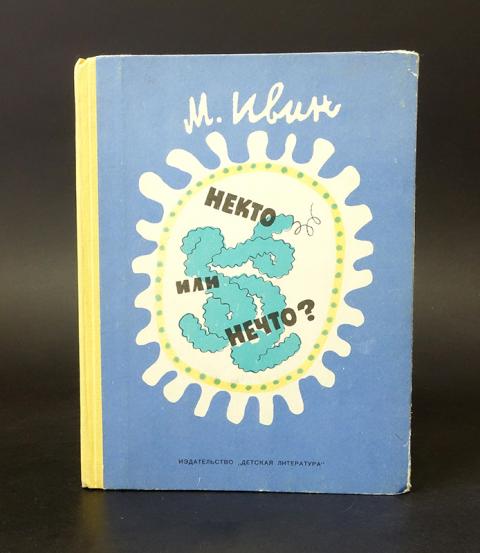 М. Ивин
НЕКТО
ИЛИ
НЕЧТО?
ИЗДАТЕЛЬСТВО „ДЕТСКАЯ ЛИТЕРАТУРА"